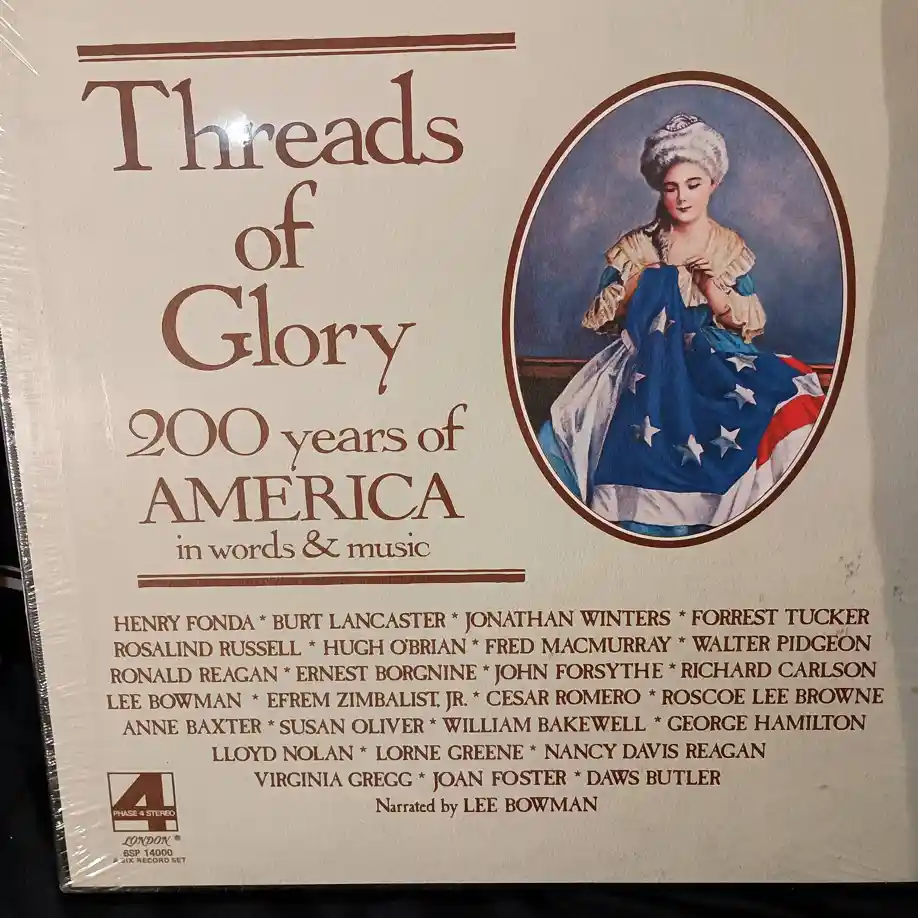 Threads
of
Glory
200 years of
AMERICA
in words & music
HENRY FONDA * BURT LANCASTER * JONATHAN WINTERS * FORREST TUCKER
ROSALIND RUSSELL * HUGH O'BRIAN * FRED MACMURRAY * WALTER PIDGEON
RONALD REAGAN * ERNEST BORGNINE * JOHN FORSYTHE * RICHARD CARLSON
LEE BOWMAN * EFREM ZIMBALIST, JR. * CESAR ROMERO * ROSCOE LEE BROWNE
ANNE BAXTER * SUSAN OLIVER * WILLIAM BAKEWELL * GEORGE HAMILTON
LLOYD NOLAN * LORNE GREENE * NANCY DAVIS REAGAN
VIRGINIA GREGG * JOAN FOSTER * DAWS BUTLER
Narrated by LEE BOWMAN
4
PHASE 4 STEREO
LONDON ®
6SP 14000
A SIX RECORD SET